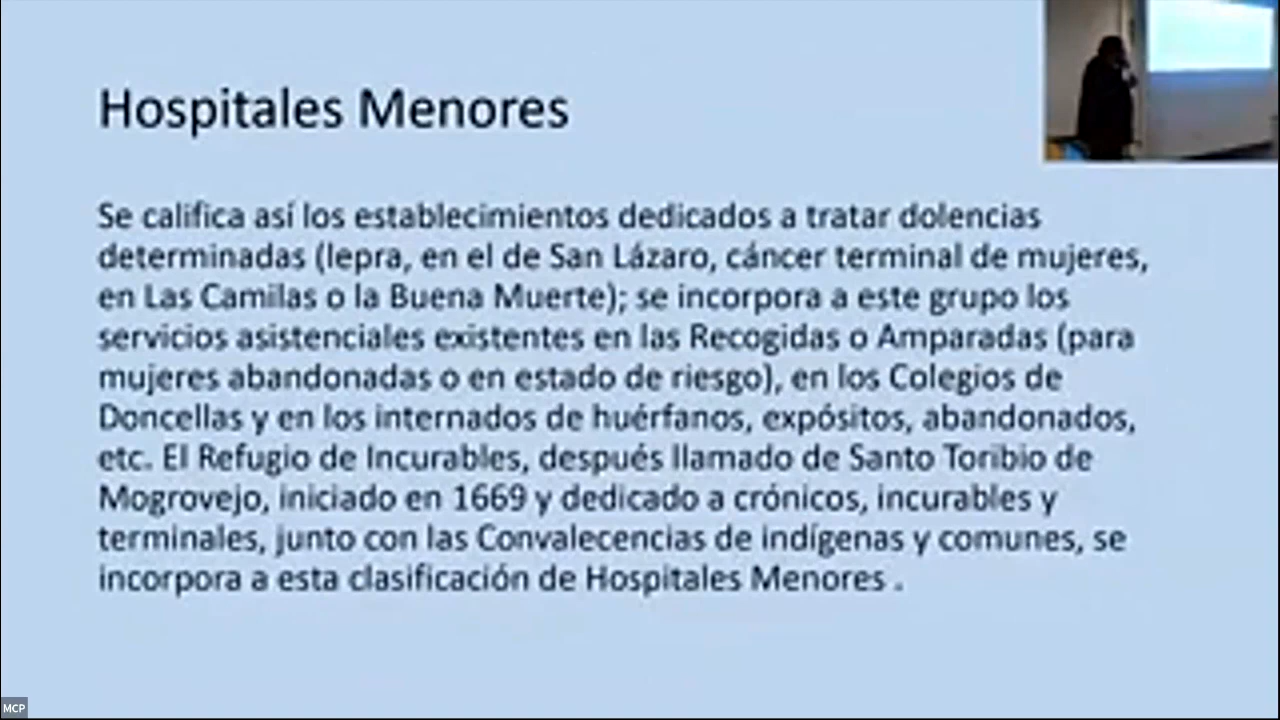 Hospitales Menores
Se califica así los establecimientos dedicados a tratar dolencias
determinadas (lepra, en el de San Lázaro, cáncer terminal de mujeres,
en Las Camilas o la Buena Muerte); se incorpora a este grupo los
servicios asistenciales existentes en las Recogidas o Amparadas (para
mujeres abandonadas o en estado de riesgo), en los Colegios de
Doncellas y en los internados de huérfanos, expósitos, abandonados,
etc. El Refugio de Incurables, después llamado de Santo Toribio de
Mogrovejo, iniciado en 1669 y dedicado a crónicos, incurables y
terminales, junto con las Convalecencias de indígenas y comunes, se
incorpora a esta clasificación de Hospitales Menores .
MCP